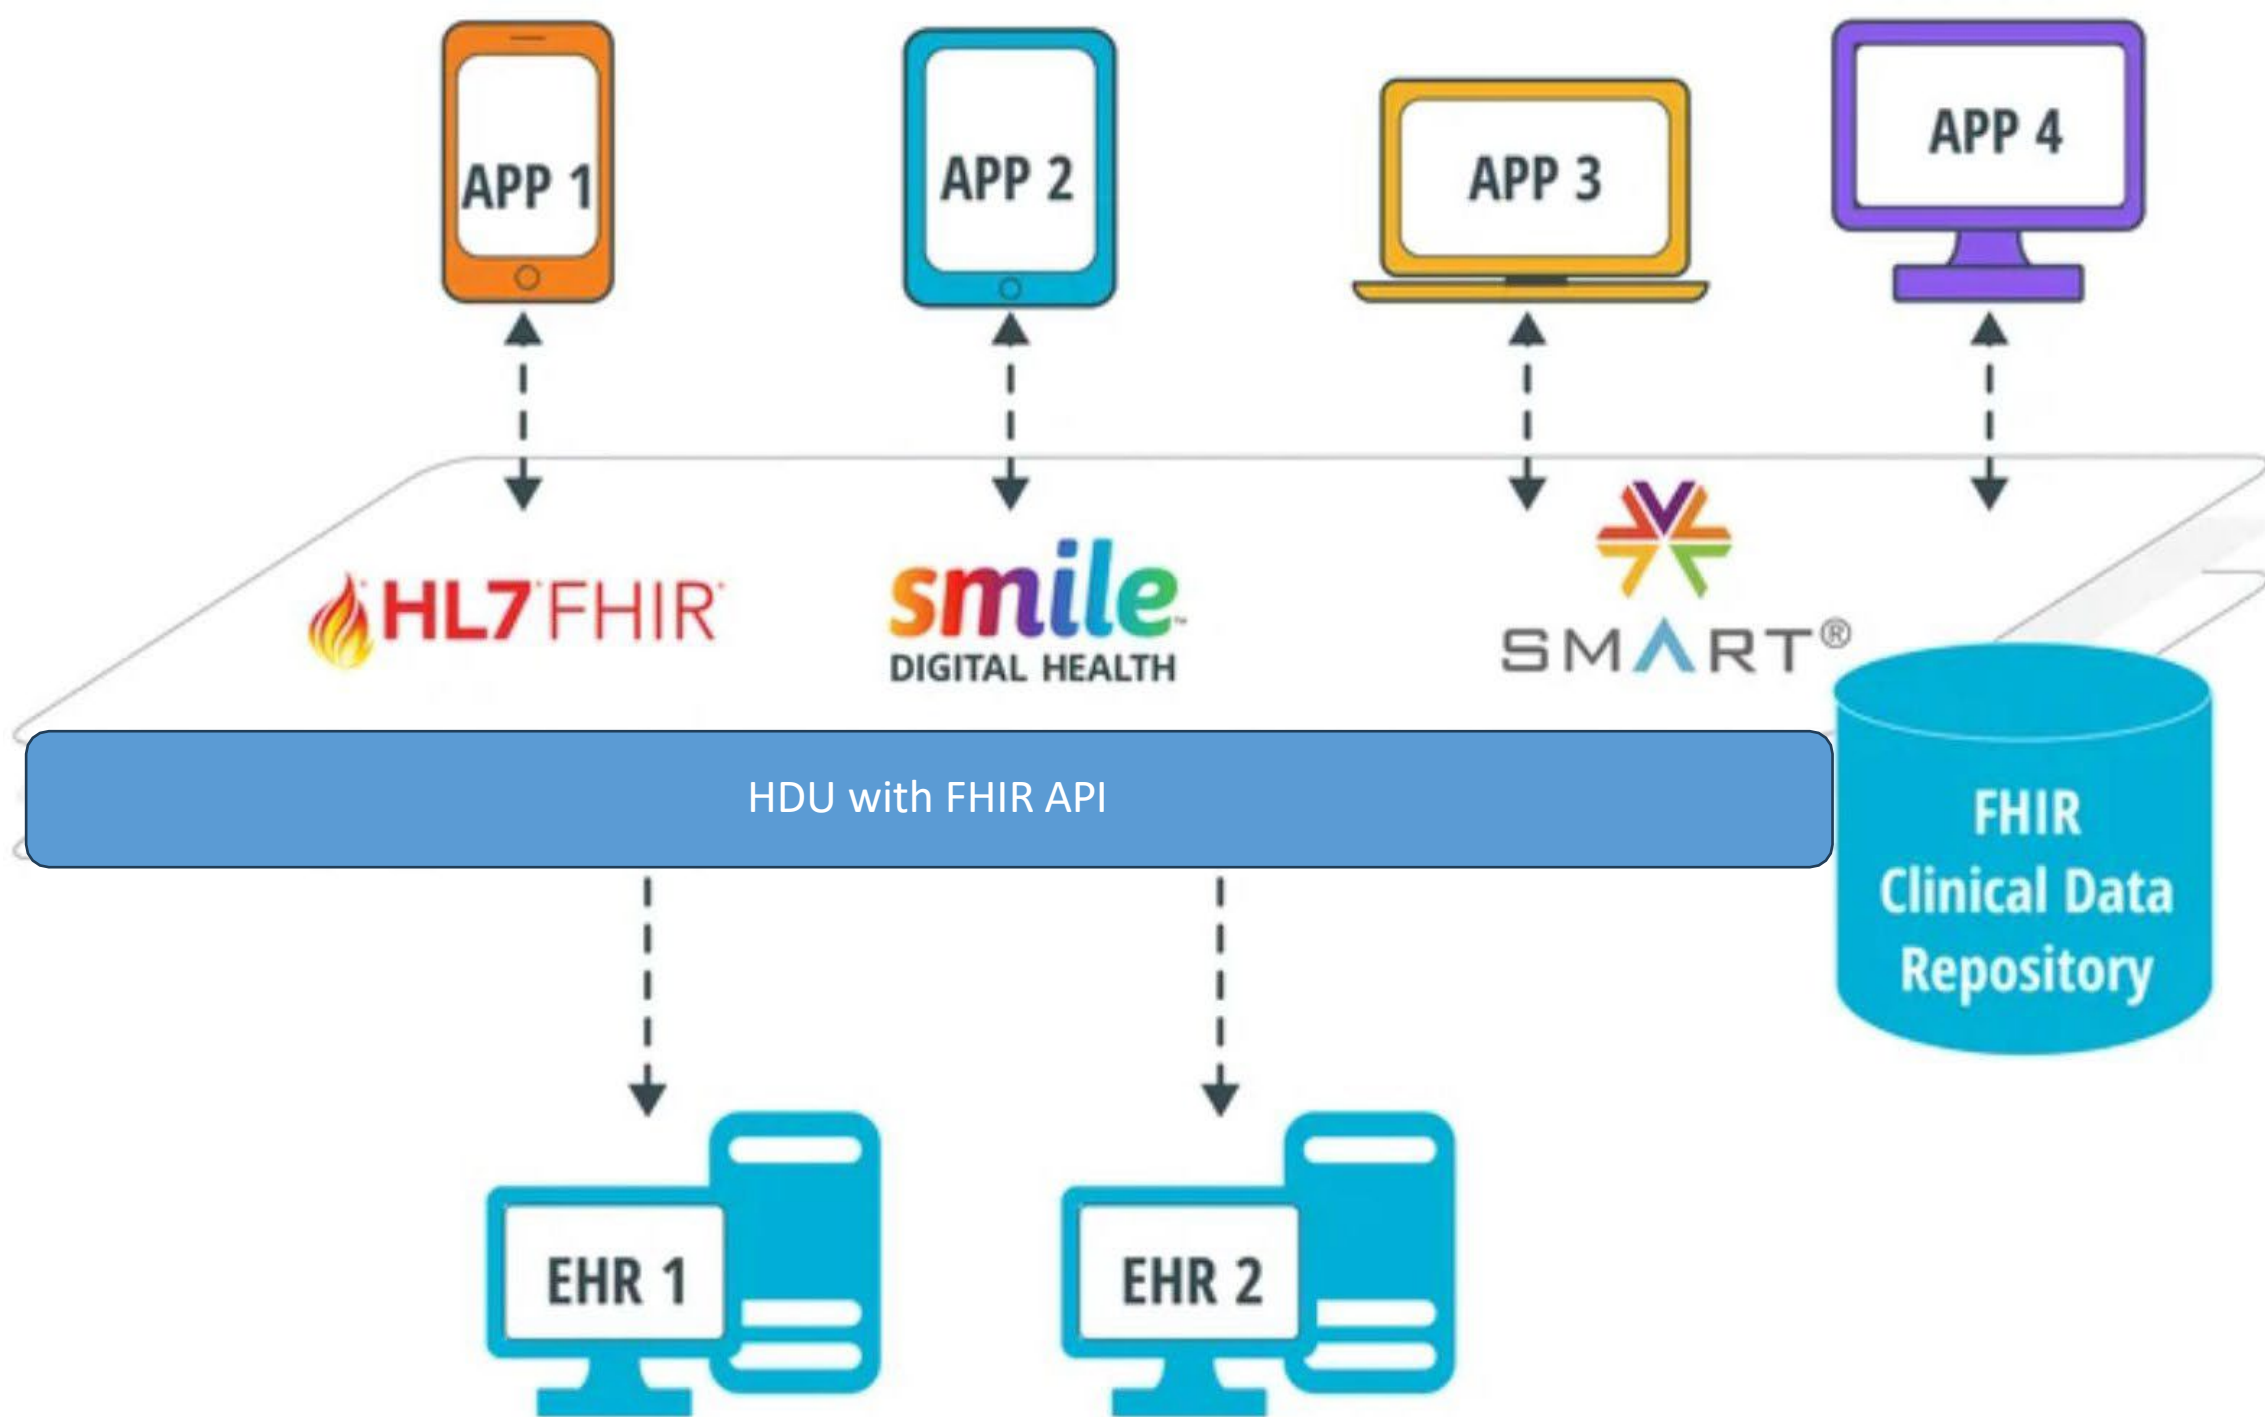 APP 1
APP 2
APP 3
APP 4
HL7 FHIR
smile™
DIGITAL HEALTH
SMART®
HDU with FHIR API
FHIR
Clinical Data
Repository
EHR 1
EHR 2